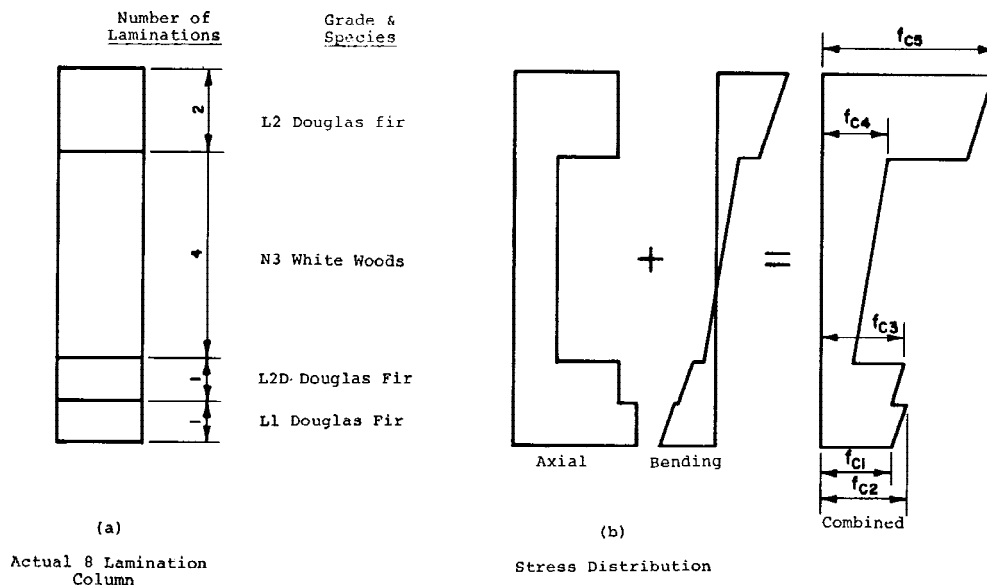 Number of
Laminations
Grade &
Species
2
L2 Douglas fir
4
N3 White Woods
1
L2D Douglas Fir
1
L1 Douglas Fir
(a)
Actual 8 Lamination
Column
+
=
fC5
fC4
fC3
fC1
fC2
Axial
Bending
Combined
(b)
Stress Distribution